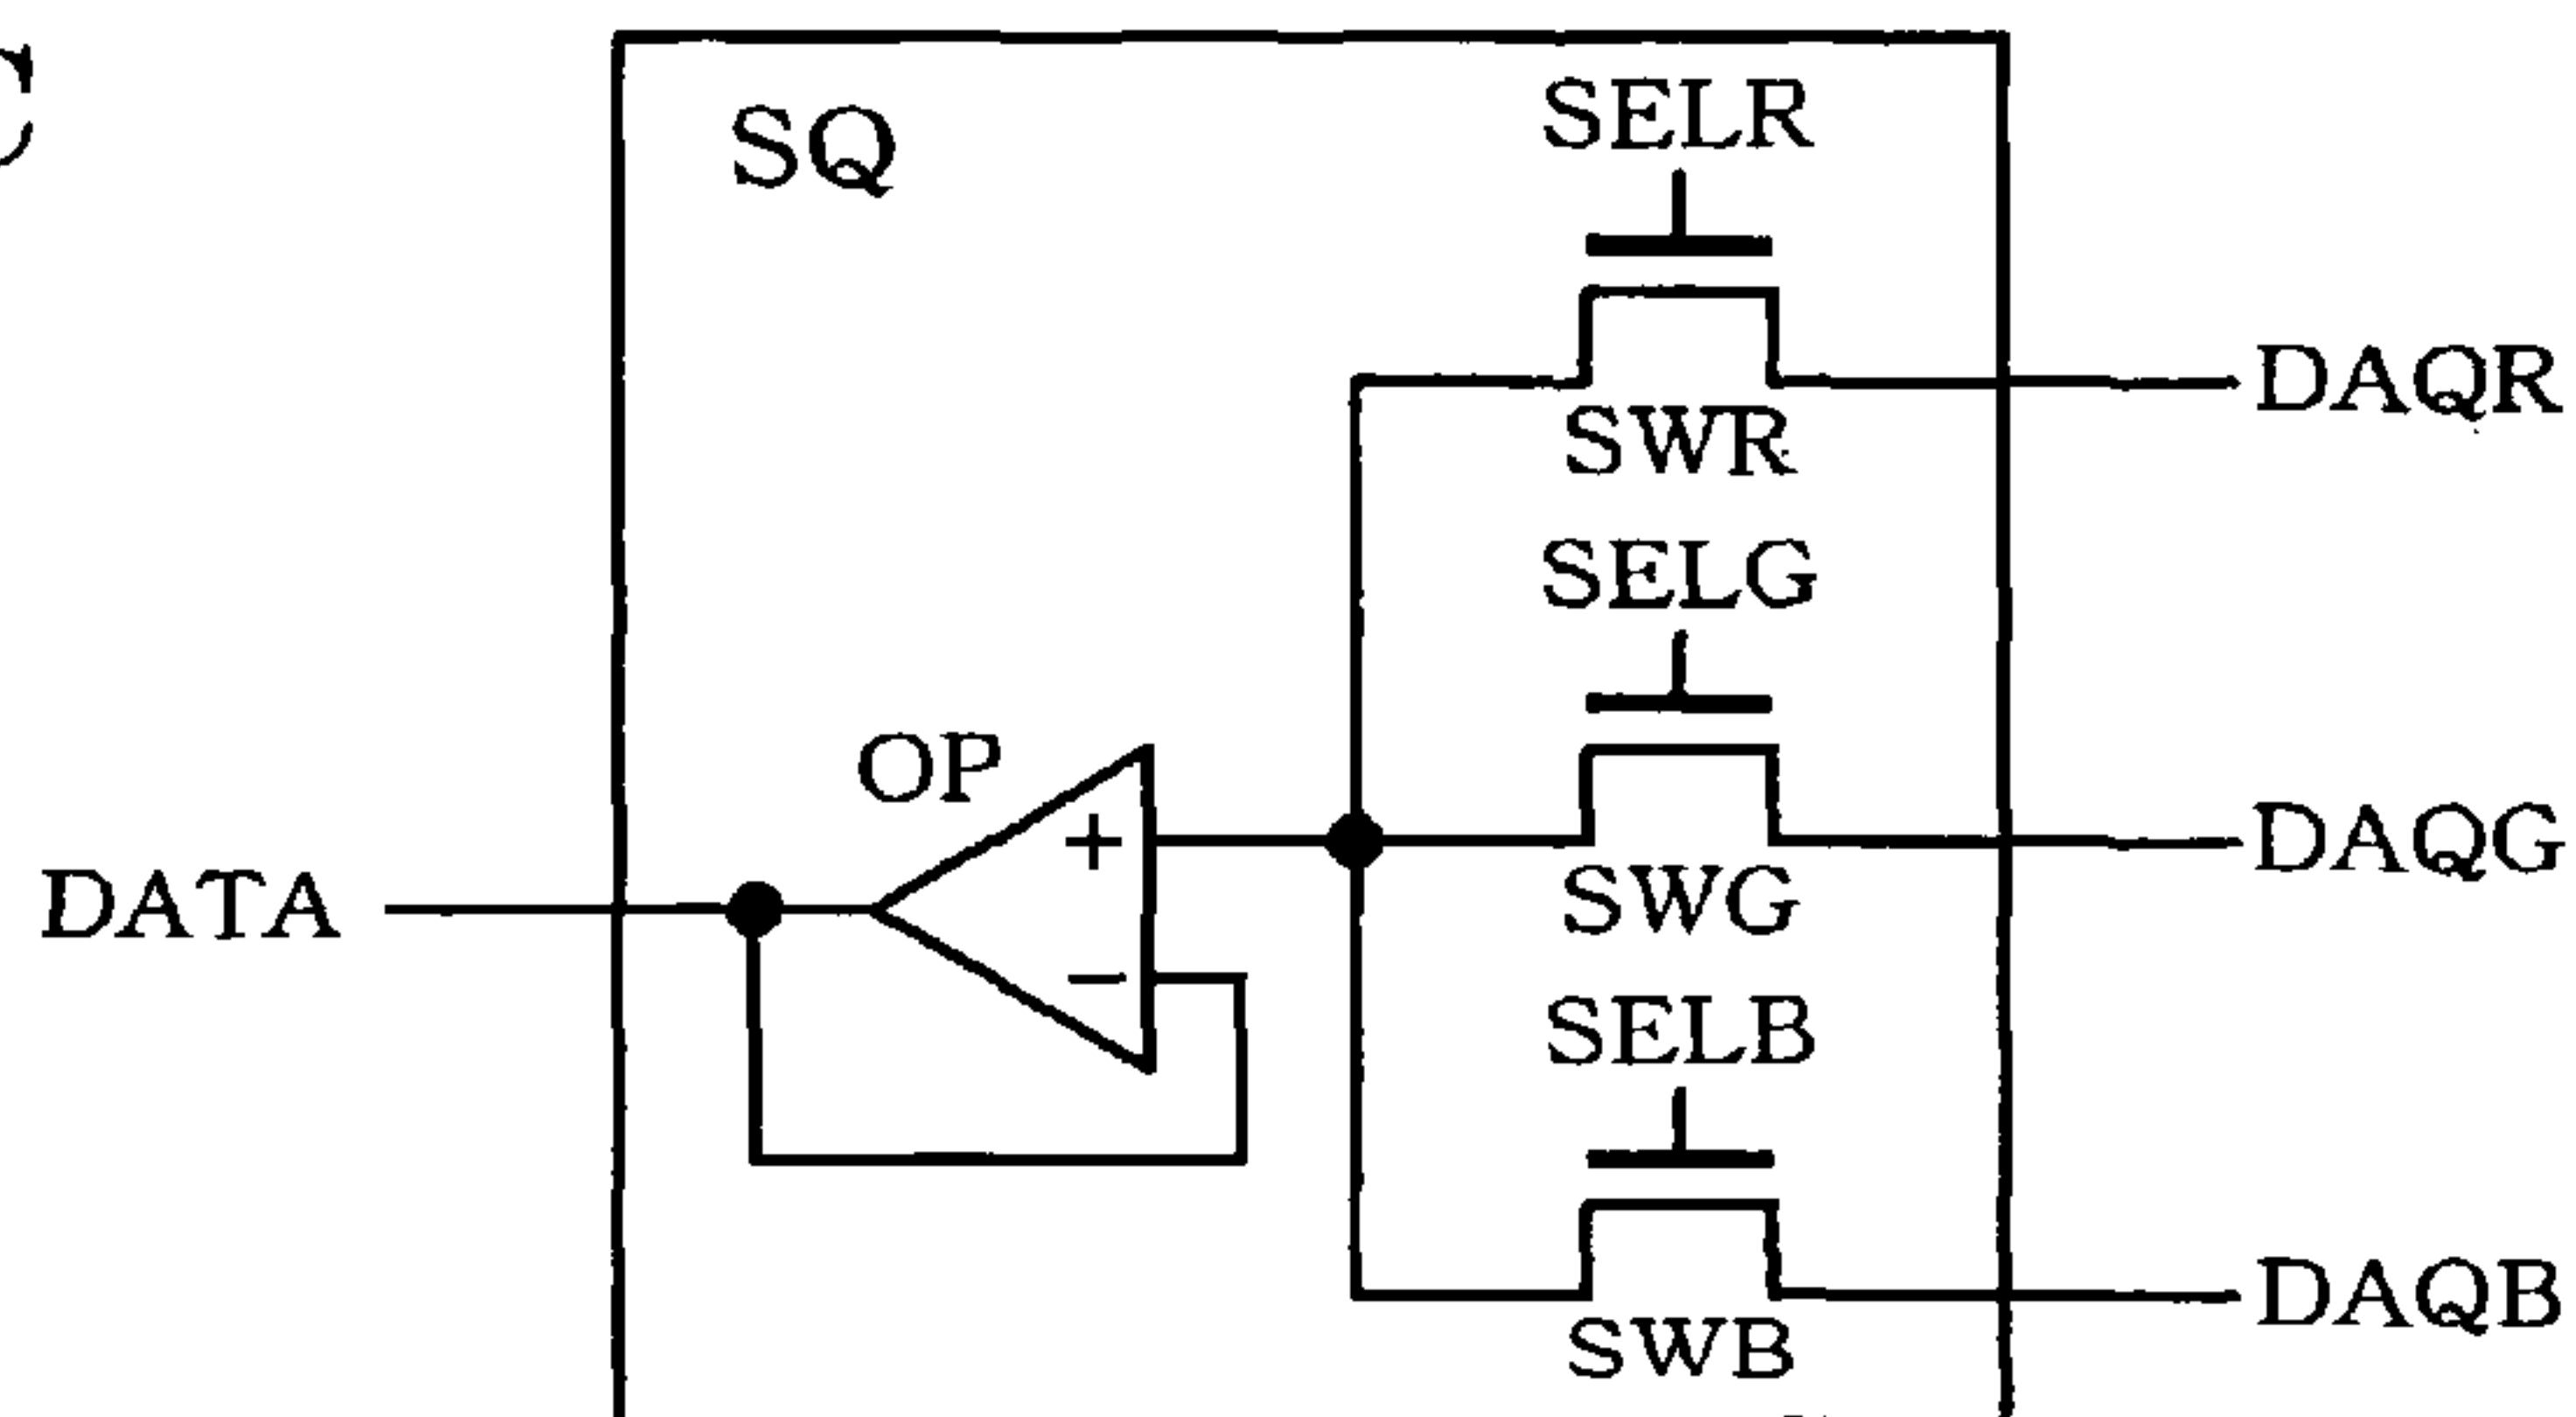 C
SQ
SELR
DAQR
SWR
SELG
OP
+
DAQG
SWG
DATA
−
SELB
DAQB
SWB